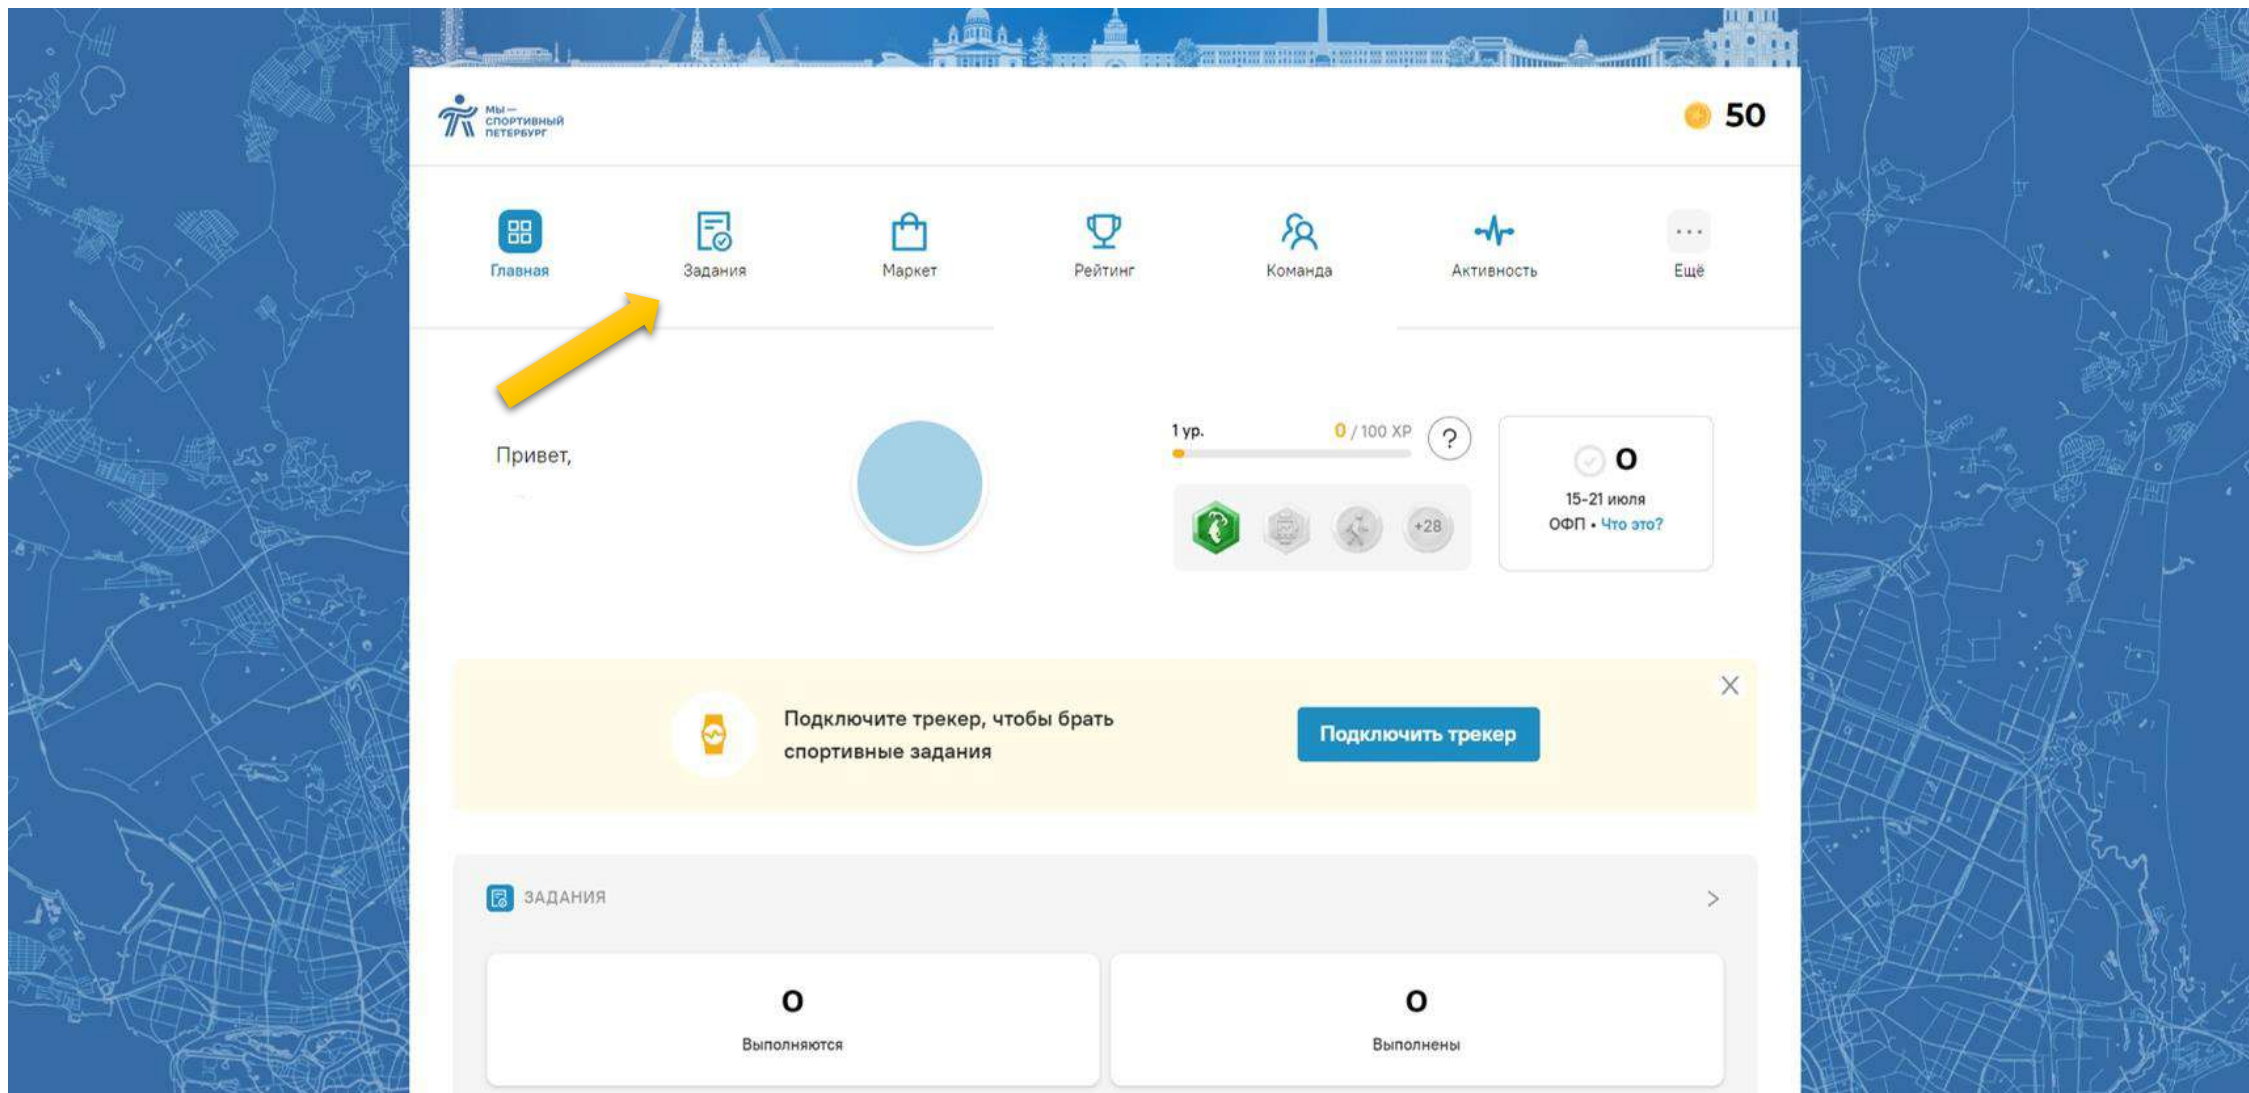 МЫ—
СПОРТИВНЫЙ
ПЕТЕРБУРГ
50
Главная
Задания
Маркет
Рейтинг
Команда
Активность
Ещё
Привет,
1 ур.
0 / 100 XP
?
+28
0
15-21 июля
ОФП • Что это?
Подключите трекер, чтобы брать
спортивные задания
Подключить трекер
ЗАДАНИЯ
0
Выполняются
0
Выполнены